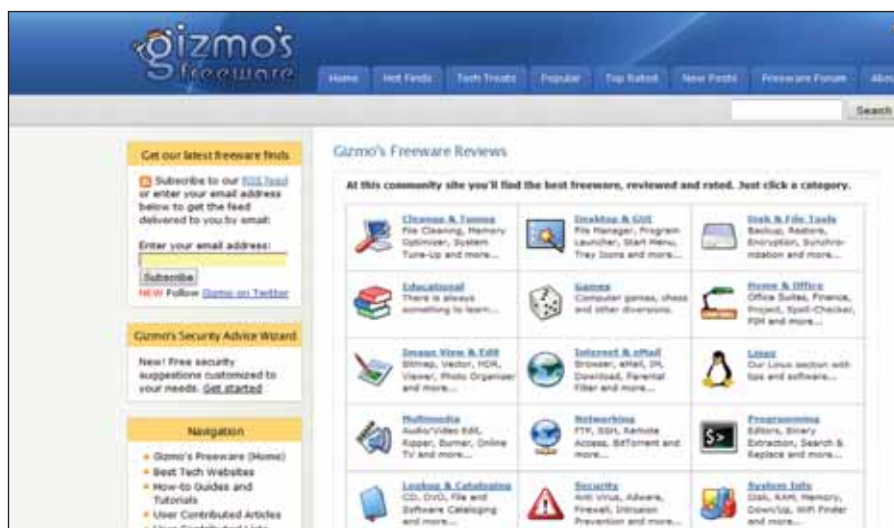 gizmo's
freeware
Home Hot Finds Tech Treats Popular Top Rated New Posts Freeware Forum Abou
Search
Get our latest freeware finds
Subscribe to our RSS feed
or enter your email address
below to get the feed
delivered to you by email:
Enter your email address:
Subscribe
NEW Follow Gizmo on Twitter
Gizmo's Security Advice Wizard
New! Free security
suggestions customized to
your needs. Get started
Navigation
Gizmo's Freeware (Home)
Best Tech Websites
How-to Guides and
Tutorials
User Contributed Articles
User Contributed Lists
Gizmo's Freeware Reviews
At this community site you'll find the best freeware, reviewed and rated. Just click a category.
Cleanup & Tuning
File Cleaning, Memory
Optimizer, System
Tune-Up and more...
Desktop & GUI
File Manager, Program
Launcher, Start Menu,
Tray Icons and more...
Disk & File Tools
Backup, Restore,
Encryption, Synchro-
nization and more...
Educational
There is always
something to learn...
Games
Computer games, chess
and other diversions.
Home & Office
Office Suites, Finance,
Project, Spell-Checker,
PIM and more...
Image View & Edit
Bitmap, Vector, HDR,
Viewer, Photo Organizer
and more...
Internet & eMail
Browser, eMail, IM,
Download, Parental
Filter and more...
Linux
Our Linux section with
tips and software...
Multimedia
Audio/Video Edit,
Ripper, Burner, Online
TV and more...
Networking
FTP, SSH, Remote
Access, BitTorrent and
more...
$>
Programming
Editors, Binary
Extraction, Search &
Replace and more...
Lookup & Cataloging
CD, DVD, File and
Software Cataloging
and more...
Security
Anti Virus, Adware,
Firewall, Intrusion
Prevention and more...
System Info
Disk, RAM, Memory,
Down/Up, WiFi Finder
and more...